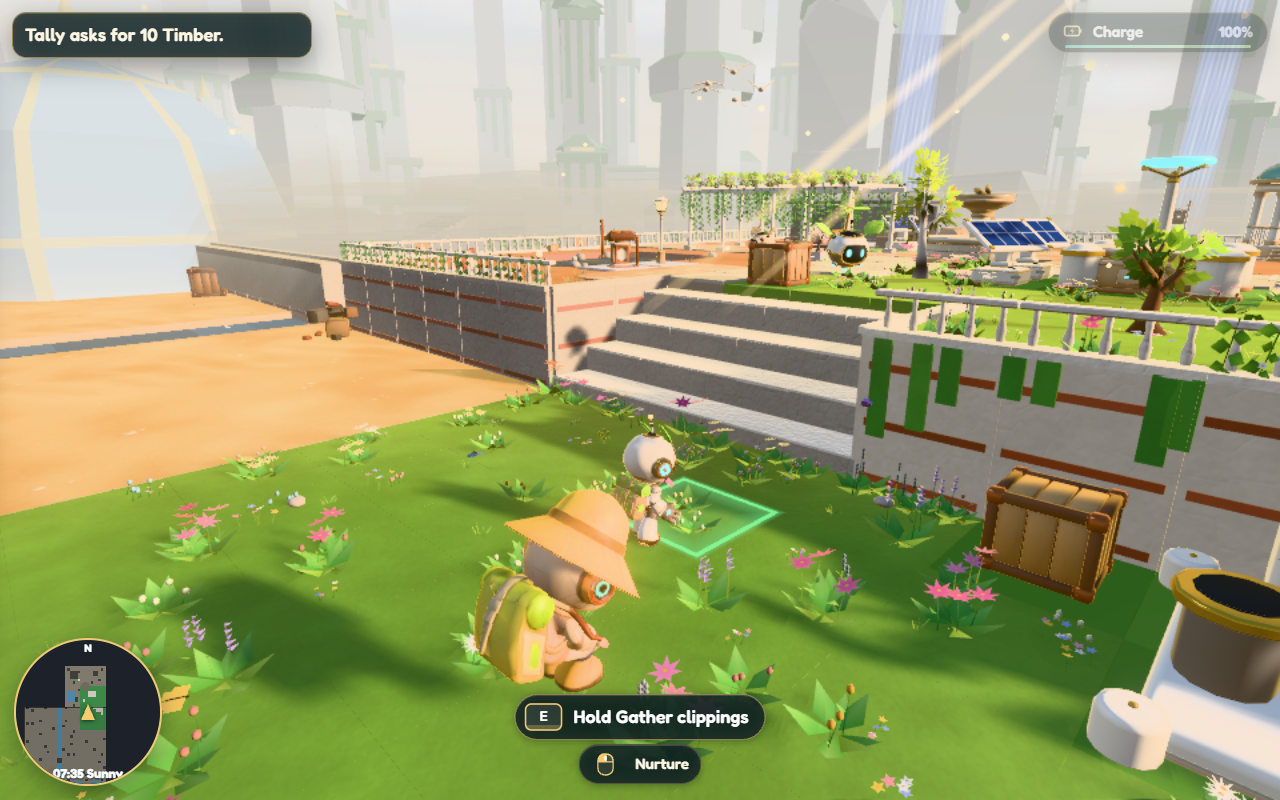 Tally asks for 10 Timber.
Charge 100%
N
07:35 Sunny
E Hold Gather clippings
Nurture